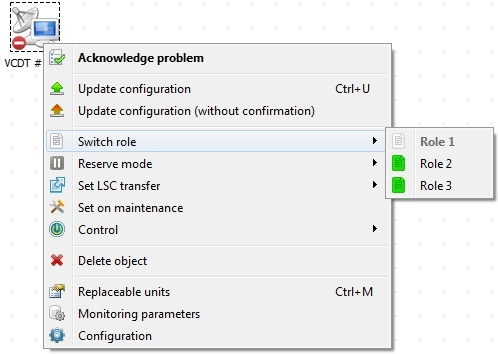 VCDT #
Acknowledge problem
Update configuration Ctrl+U
Update configuration (without confirmation)
Switch role
Role 1
Reserve mode
Role 2
Set LSC transfer
Role 3
Set on maintenance
Control
Delete object
Replaceable units Ctrl+M
Monitoring parameters
Configuration